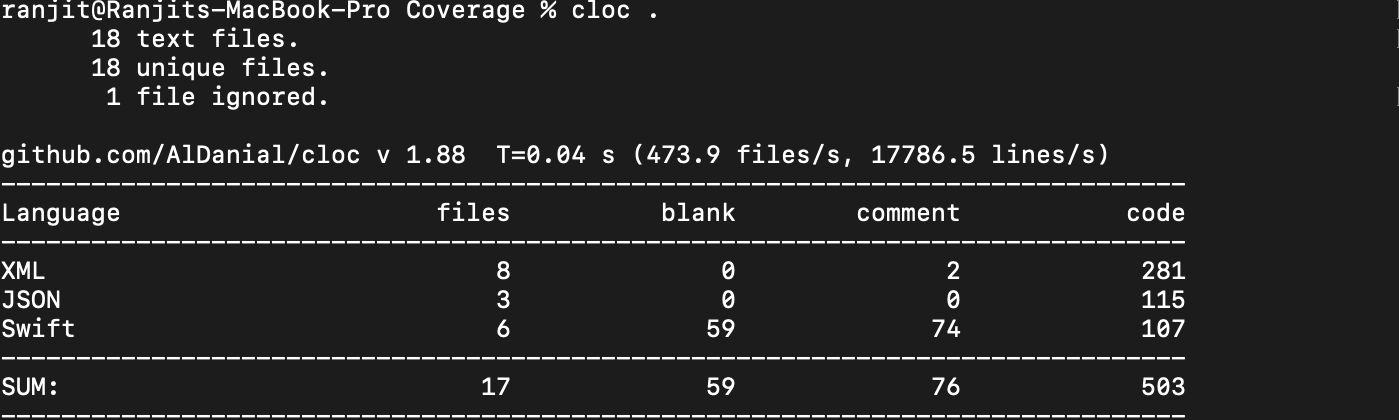 ranjit@Ranjits-MacBook-Pro Coverage % cloc .
      18 text files.
      18 unique files.
       1 file ignored.

github.com/AlDanial/cloc v 1.88  T=0.04 s (473.9 files/s, 17786.5 lines/s)
-------------------------------------------------------------------------------
Language                     files          blank        comment           code
-------------------------------------------------------------------------------
XML                              8              0              2            281
JSON                             3              0              0            115
Swift                            6             59             74            107
-------------------------------------------------------------------------------
SUM:                            17             59             76            503
-------------------------------------------------------------------------------